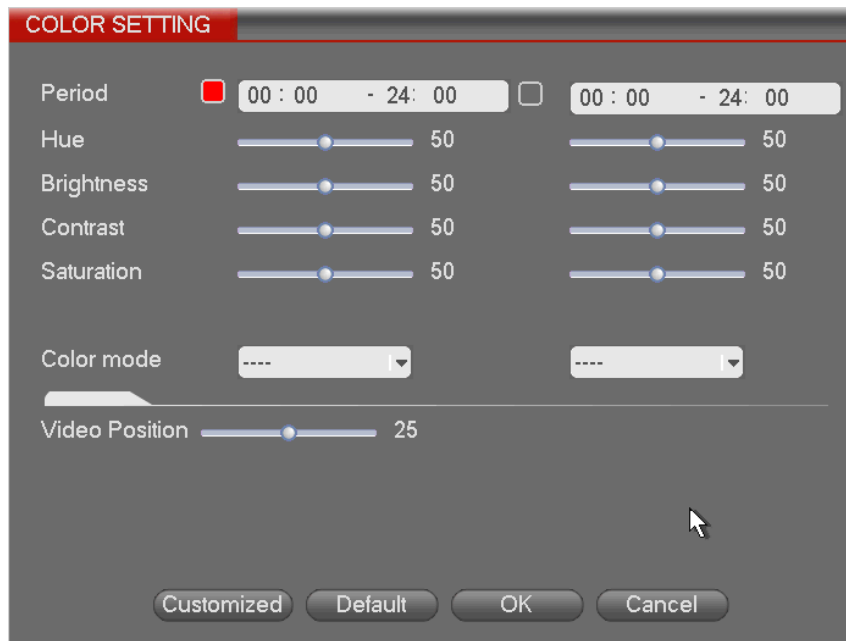 COLOR SETTING
Period 00 : 00 - 24: 00 00 : 00 - 24: 00
Hue 50 50
Brightness 50 50
Contrast 50 50
Saturation 50 50
Color mode ---- ----
Video Position 25
Customized Default OK Cancel